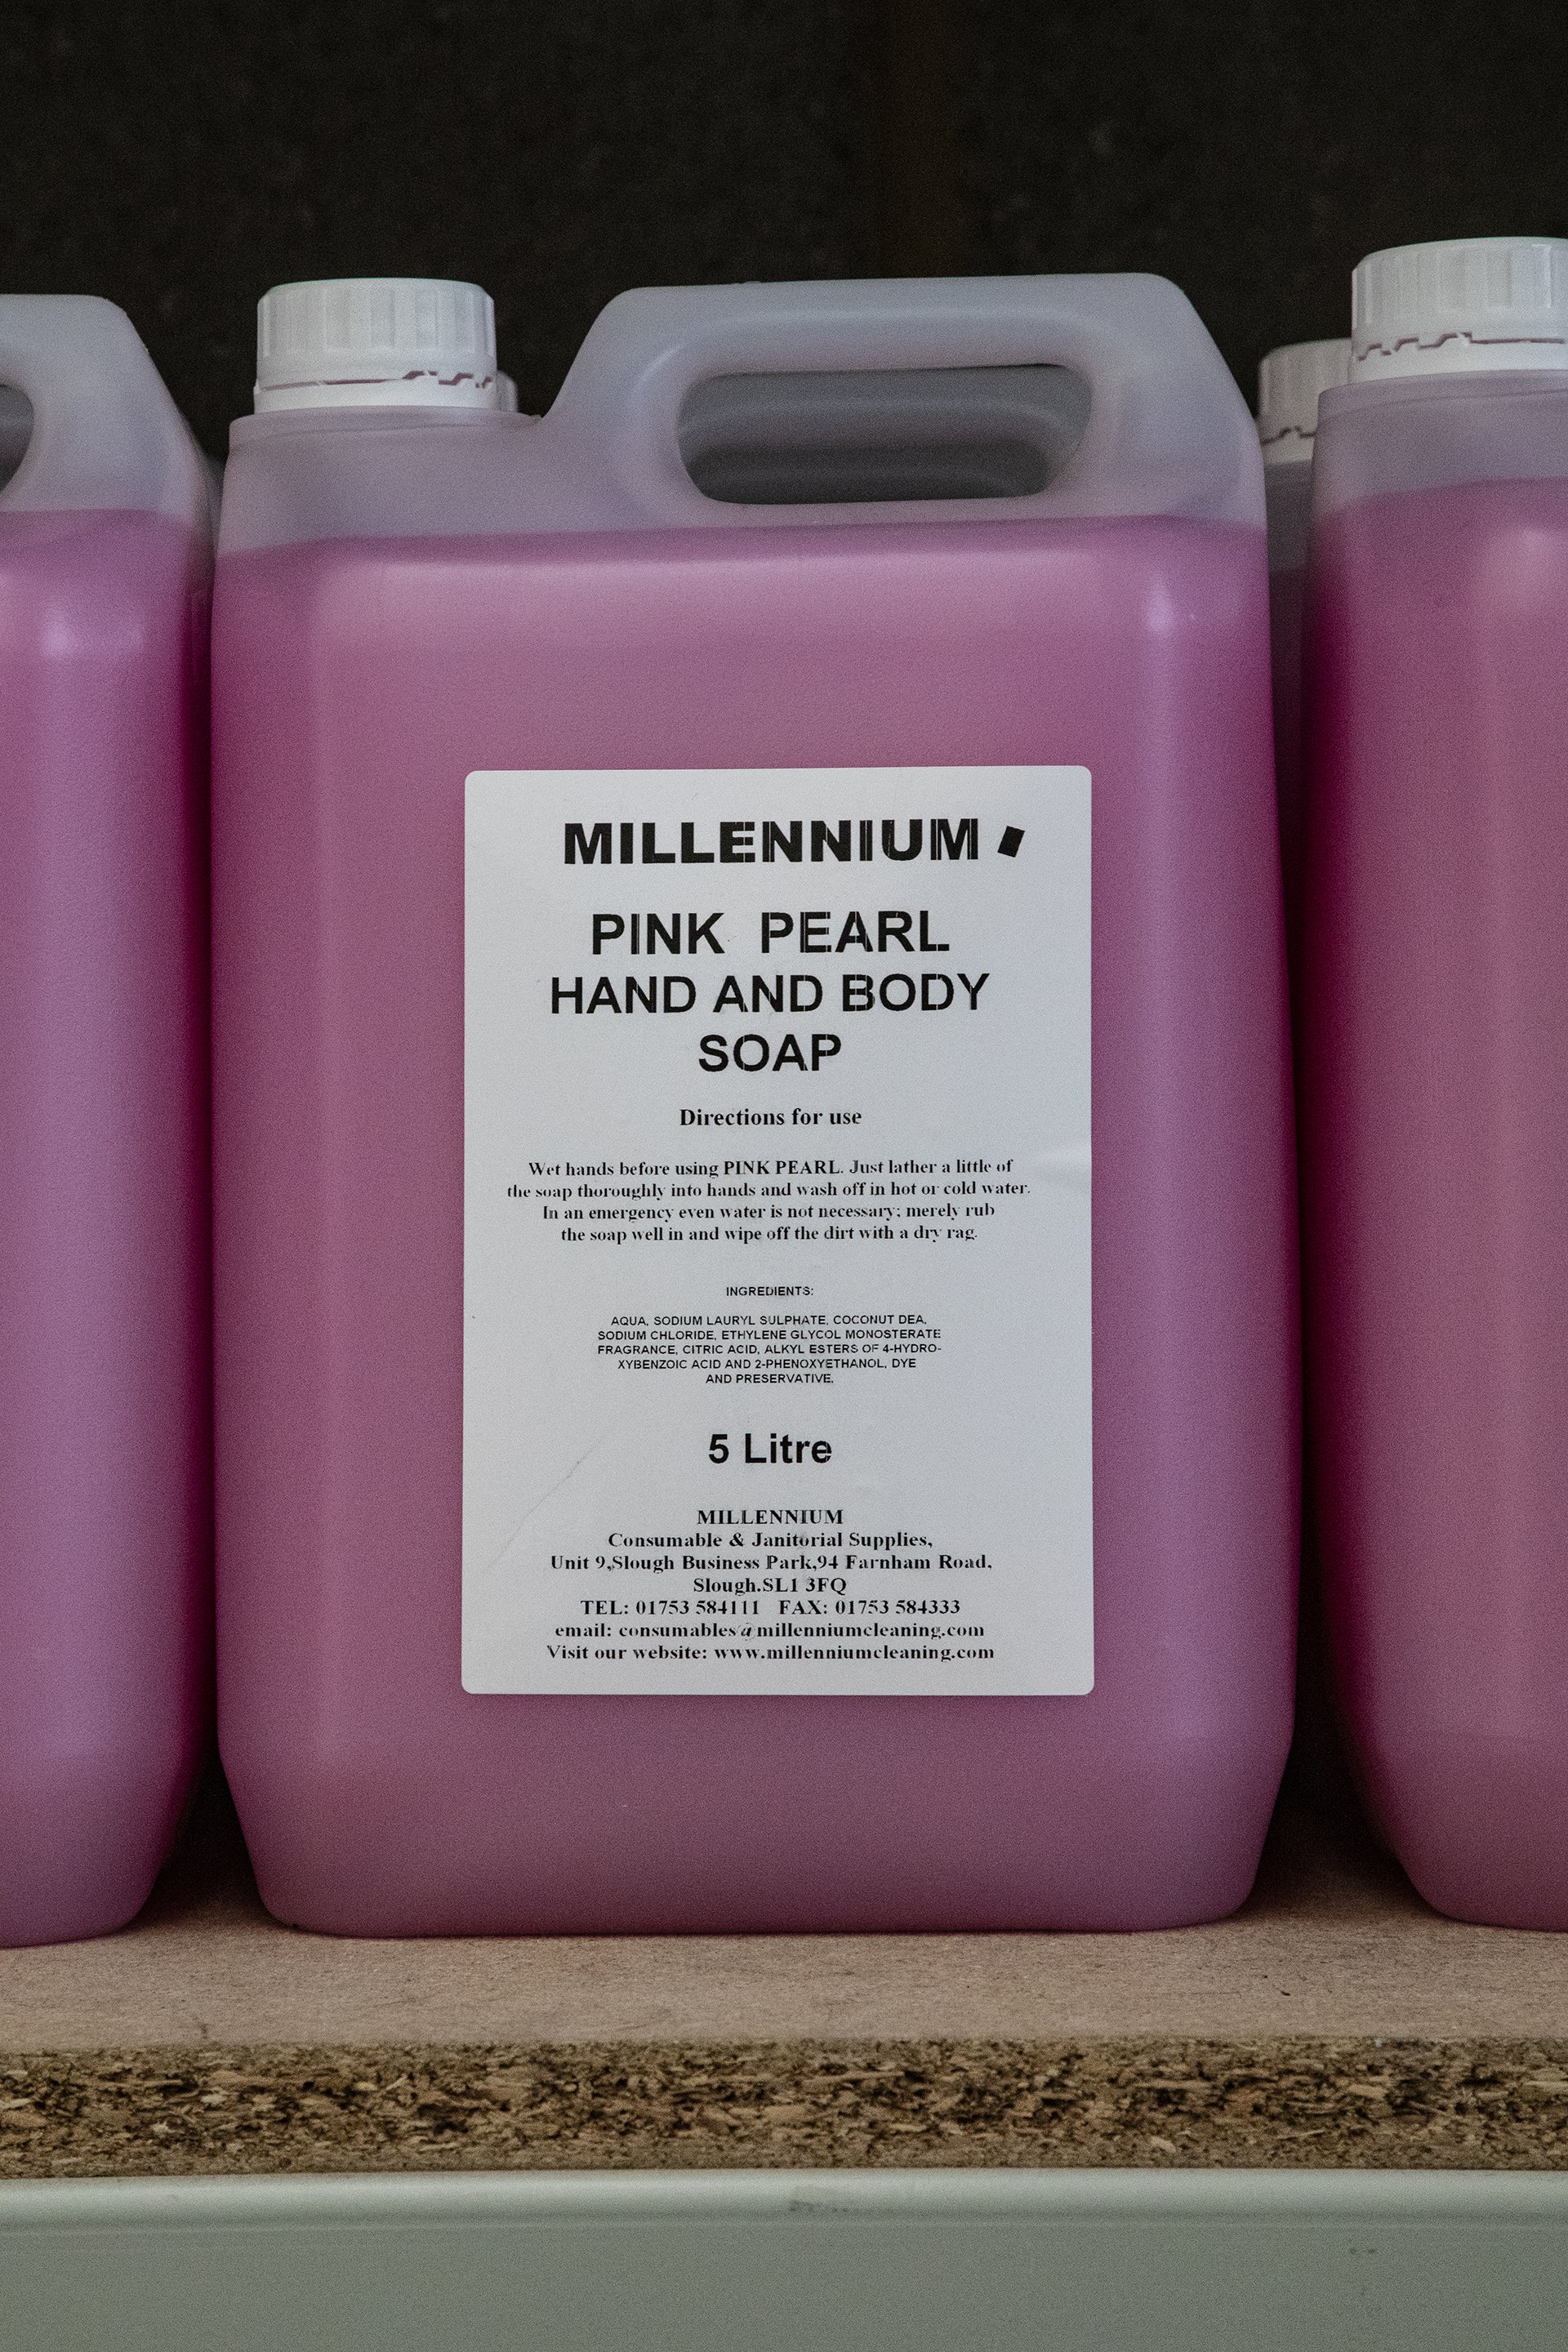 MILLENNIUM
PINK PEARL
HAND AND BODY
SOAP
Directions for use
Wet hands before using PINK PEARL. Just lather a little of
the soap thoroughly into hands and wash off in hot or cold water.
In an emergency even water is not necessary; merely rub
the soap well in and wipe off the dirt with a dry rag.
INGREDIENTS:
AQUA, SODIUM LAURYL SULPHATE, COCONUT DEA,
SODIUM CHLORIDE, ETHYLENE GLYCOL MONOSTERATE
FRAGRANCE, CITRIC ACID, ALKYL ESTERS OF 4-HYDRO-
XYBENZOIC ACID AND 2-PHENOXYETHANOL, DYE
AND PRESERVATIVE.
5 Litre
MILLENNIUM
Consumable & Janitorial Supplies,
Unit 9,Slough Business Park,94 Farnham Road,
Slough.SL1 3FQ
TEL: 01753 584111 FAX: 01753 584333
email: consumables@millenniumcleaning.com
Visit our website: www.millenniumcleaning.com